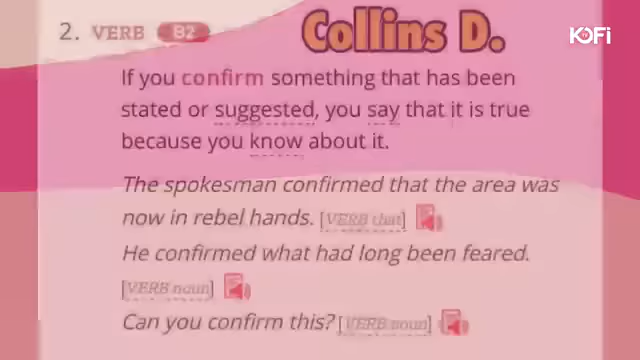 2. VERB B2 Collins D. KOFi TV
If you confirm something that has been
stated or suggested, you say that it is true
because you know about it.
The spokesman confirmed that the area was
now in rebel hands. [VERB that]
He confirmed what had long been feared.
[VERB noun]
Can you confirm this? [VERB noun]